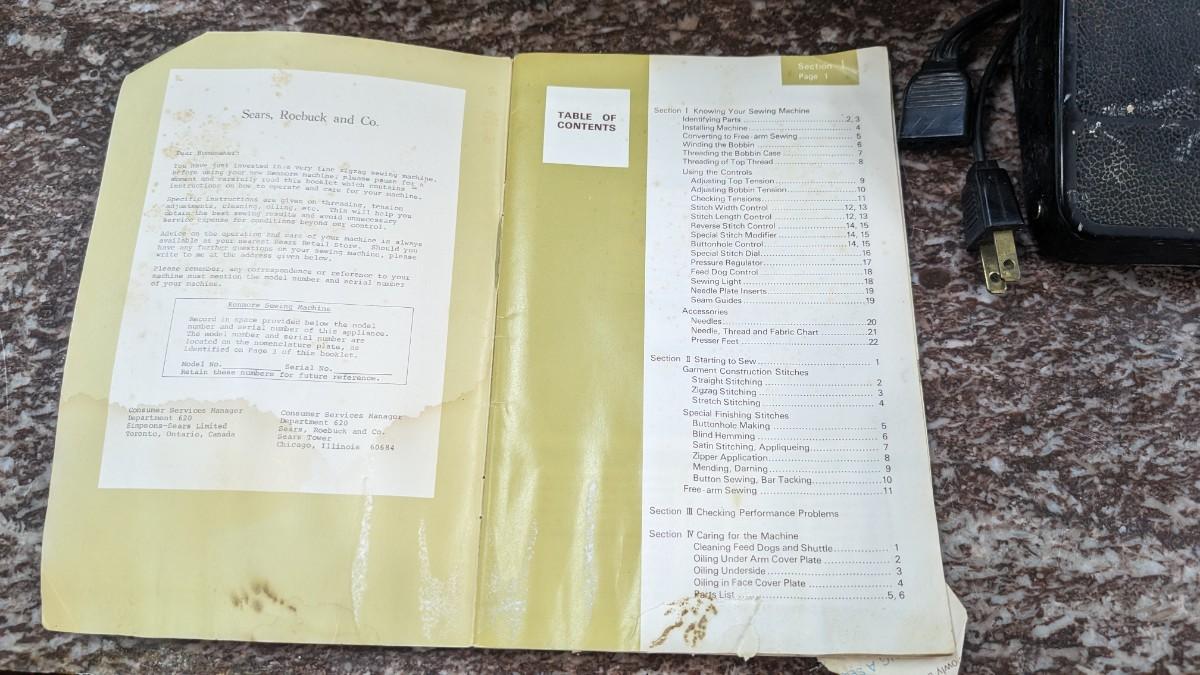 Sears, Roebuck and Co.
Dear Homemaker:
You have just invested in a very fine zigzag sewing machine.
Before using your new Kenmore machine, please pause for a
moment and carefully read this booklet which contains
instructions on how to operate and care for your machine.
Specific instructions are given on threading, tension
adjustments, cleaning, oiling, etc. This will help you
obtain the best sewing results and avoid unnecessary
service expense for conditions beyond our control.
Advice on the operation and care of your machine is always
available at your nearest Sears Retail Store. Should you
have any further questions on your sewing machine, please
write to me at the address given below.
Please remember, any correspondence or reference to your
machine must mention the model number and serial number
of your machine.
Kenmore Sewing Machine
Record in space provided below the model
number and serial number of this appliance.
The model number and serial number are
located on the nomenclature plate, as
identified on Page 3 of this booklet.
Model No. Serial No.
Retain these numbers for future reference.
Consumer Services Manager
Department 620
Simpsons-Sears Limited
Toronto, Ontario, Canada
Consumer Services Manager
Department 620
Sears, Roebuck and Co.
Sears Tower
Chicago, Illinois 60684
TABLE OF
CONTENTS
Section I
Page 1
Section I Knowing Your Sewing Machine
Identifying Parts 2, 3
Installing Machine 4
Converting to Free-arm Sewing 5
Winding the Bobbin 6
Threading the Bobbin Case 7
Threading of Top Thread 8
Using the Controls
Adjusting Top Tension 9
Adjusting Bobbin Tension 10
Checking Tensions 11
Stitch Width Control 12, 13
Stitch Length Control 12, 13
Reverse Stitch Control 14, 15
Special Stitch Modifier 14, 15
Buttonhole Control 14, 15
Special Stitch Dial 16
Pressure Regulator 17
Feed Dog Control 18
Sewing Light 18
Needle Plate Inserts 19
Seam Guides 19
Accessories
Needles 20
Needle, Thread and Fabric Chart 21
Presser Feet 22
Section II Starting to Sew 1
Garment Construction Stitches
Straight Stitching 2
Zigzag Stitching 3
Stretch Stitching 4
Special Finishing Stitches
Buttonhole Making 5
Blind Hemming 6
Satin Stitching, Appliqueing 7
Zipper Application 8
Mending, Darning 9
Button Sewing, Bar Tacking 10
Free-arm Sewing 11
Section III Checking Performance Problems
Section IV Caring for the Machine
Cleaning Feed Dogs and Shuttle 1
Oiling Under Arm Cover Plate 2
Oiling Underside 3
Oiling in Face Cover Plate 4
Parts List 5, 6